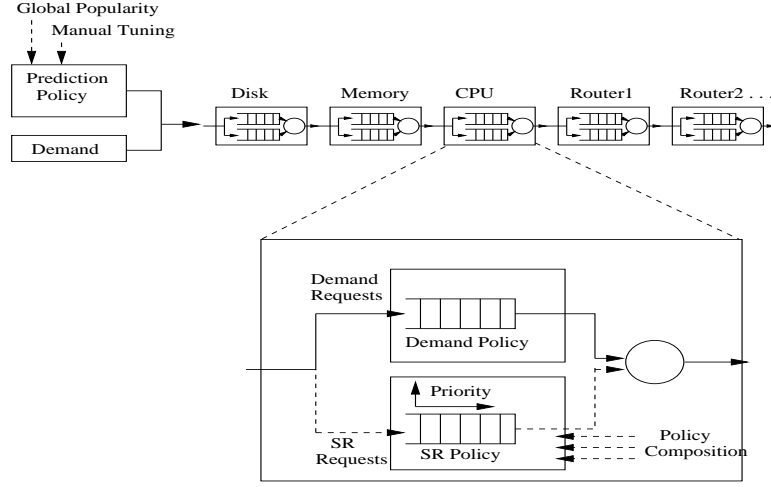 Global Popularity
Manual Tuning
Prediction
Policy
Demand
Disk
Memory
CPU
Router1
Router2 . . .
Demand
Requests
Demand Policy
Priority
SR
Requests
SR Policy
Policy
Composition